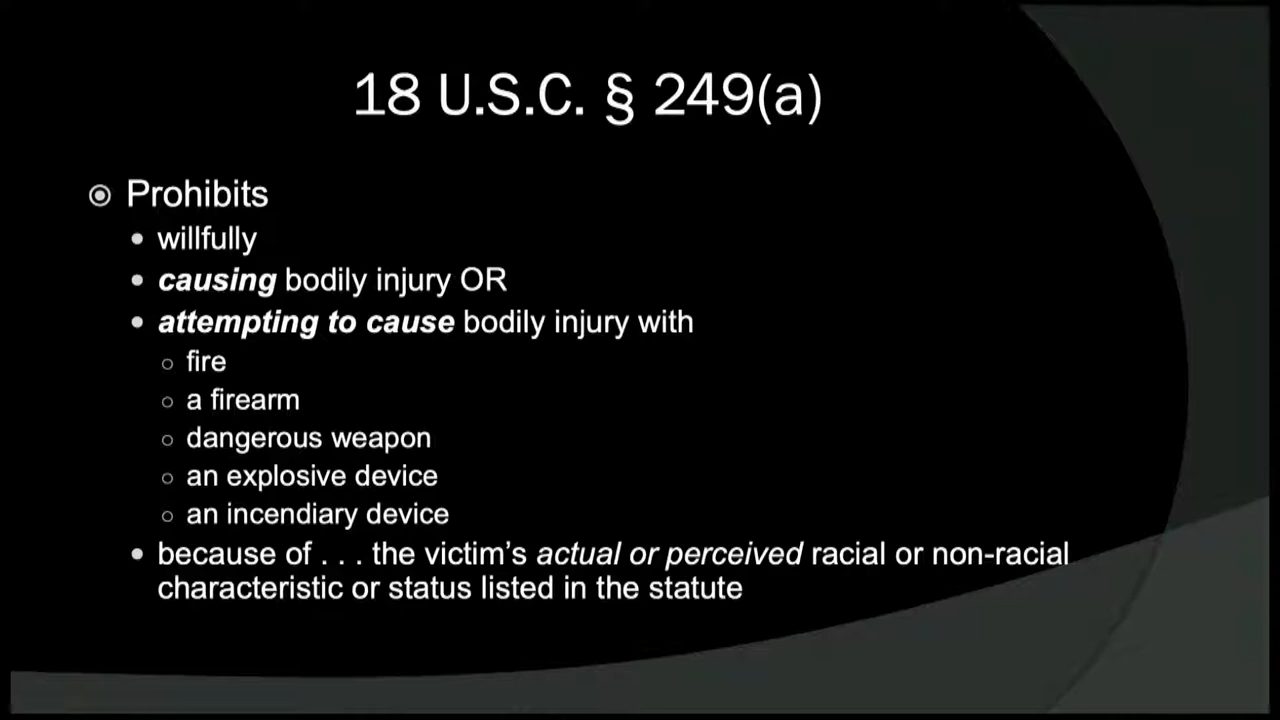 18 U.S.C. § 249(a)
Prohibits
willfully
causing bodily injury OR
attempting to cause bodily injury with
fire
a firearm
dangerous weapon
an explosive device
an incendiary device
because of . . . the victim’s actual or perceived racial or non-racial
characteristic or status listed in the statute